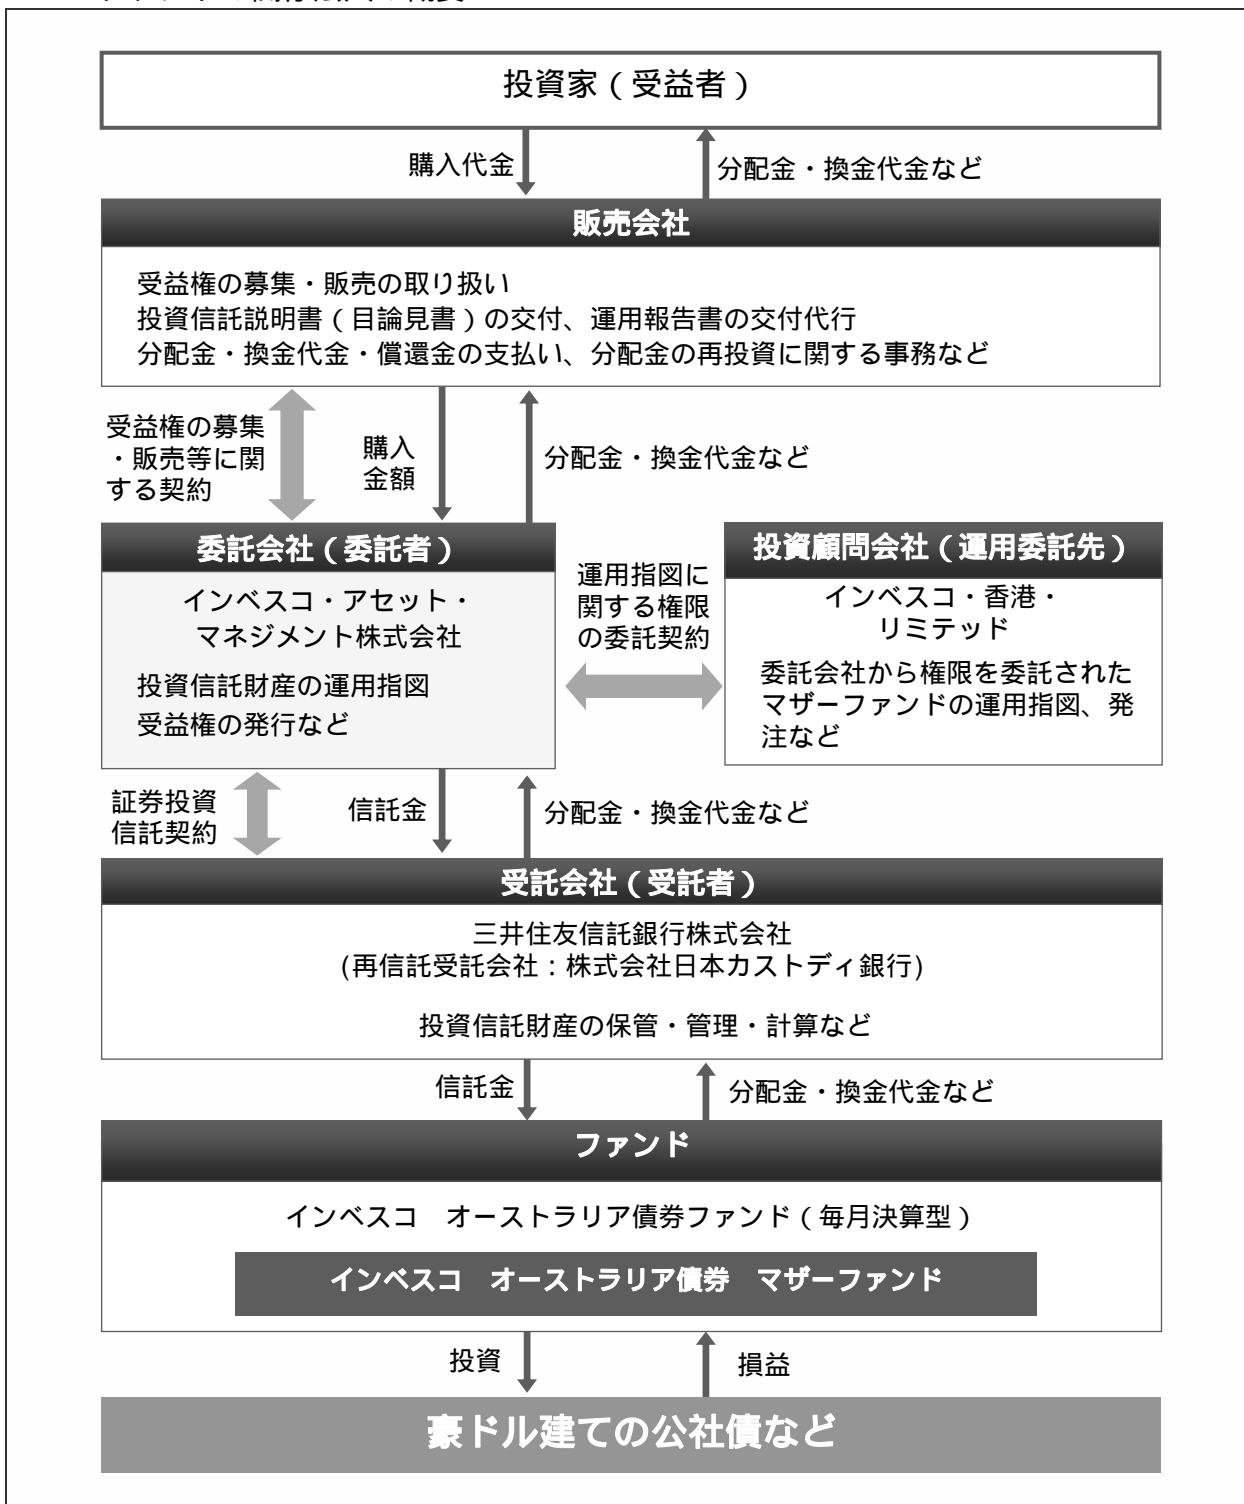 投資家（受益者）
購入代金
分配金・換金代金など
販売会社
受益権の募集・販売の取り扱い
投資信託説明書（目論見書）の交付、運用報告書の交付代行
分配金・換金代金・償還金の支払い、分配金の再投資に関する事務など
受益権の募集
・販売等に関
する契約
購入
金額
分配金・換金代金など
委託会社（委託者）
インベスコ・アセット・
マネジメント株式会社
投資信託財産の運用指図
受益権の発行など
運用指図に
関する権限
の委託契約
投資顧問会社（運用委託先）
インベスコ・香港・
リミテッド
委託会社から権限を委託された
マザーファンドの運用指図、発
注など
証券投資
信託契約
信託金
分配金・換金代金など
受託会社（受託者）
三井住友信託銀行株式会社
(再信託受託会社：株式会社日本カストディ銀行)
投資信託財産の保管・管理・計算など
信託金
分配金・換金代金など
ファンド
インベスコ　オーストラリア債券ファンド（毎月決算型）
インベスコ　オーストラリア債券　マザーファンド
投資
損益
豪ドル建ての公社債など